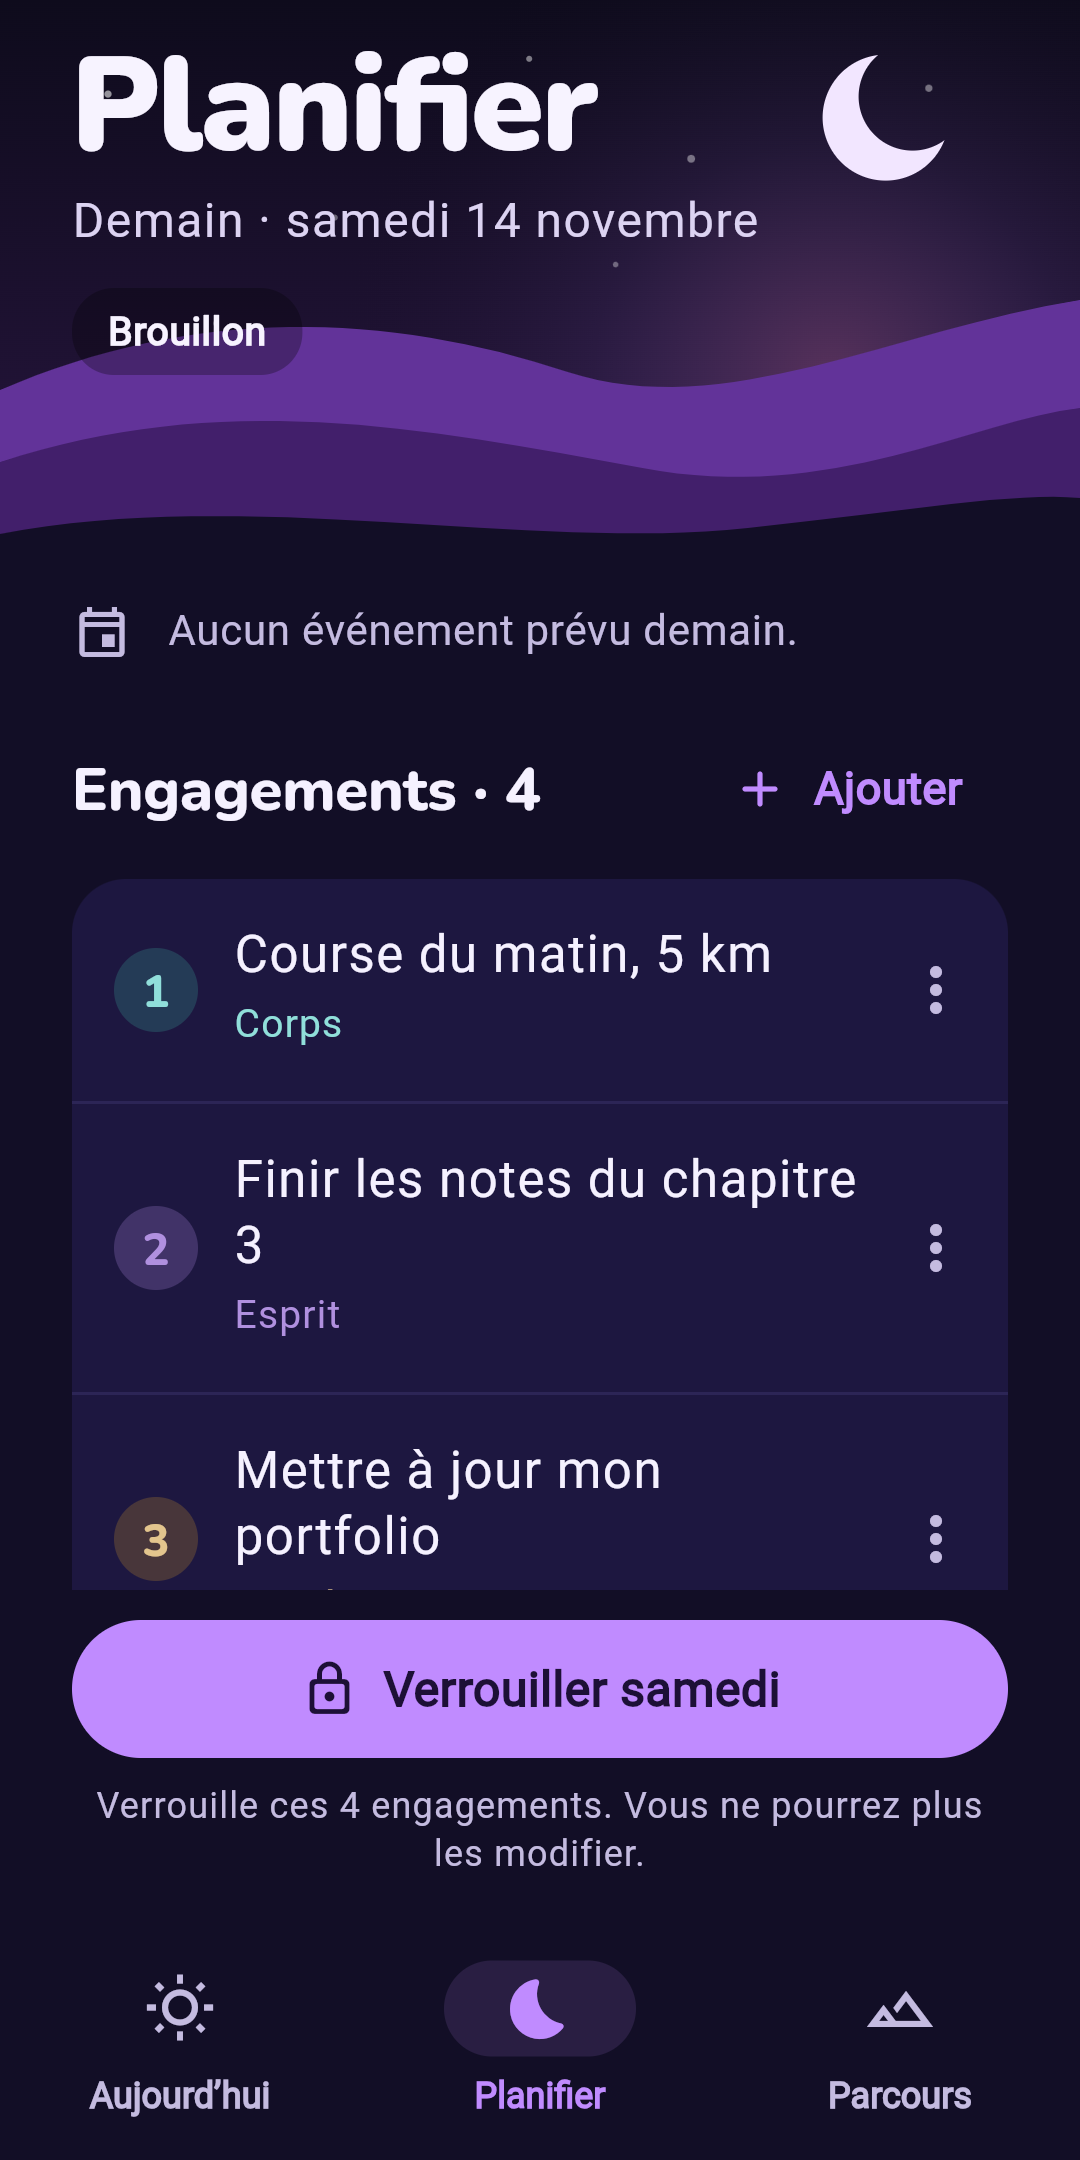 Planifier
Demain · samedi 14 novembre
Brouillon
Aucun événement prévu demain.
Engagements · 4
Ajouter
1
Course du matin, 5 km
Corps
2
Finir les notes du chapitre
3
Esprit
3
Mettre à jour mon
portfolio
Verrouiller samedi
Verrouille ces 4 engagements. Vous ne pourrez plus
les modifier.
Aujourd’hui
Planifier
Parcours